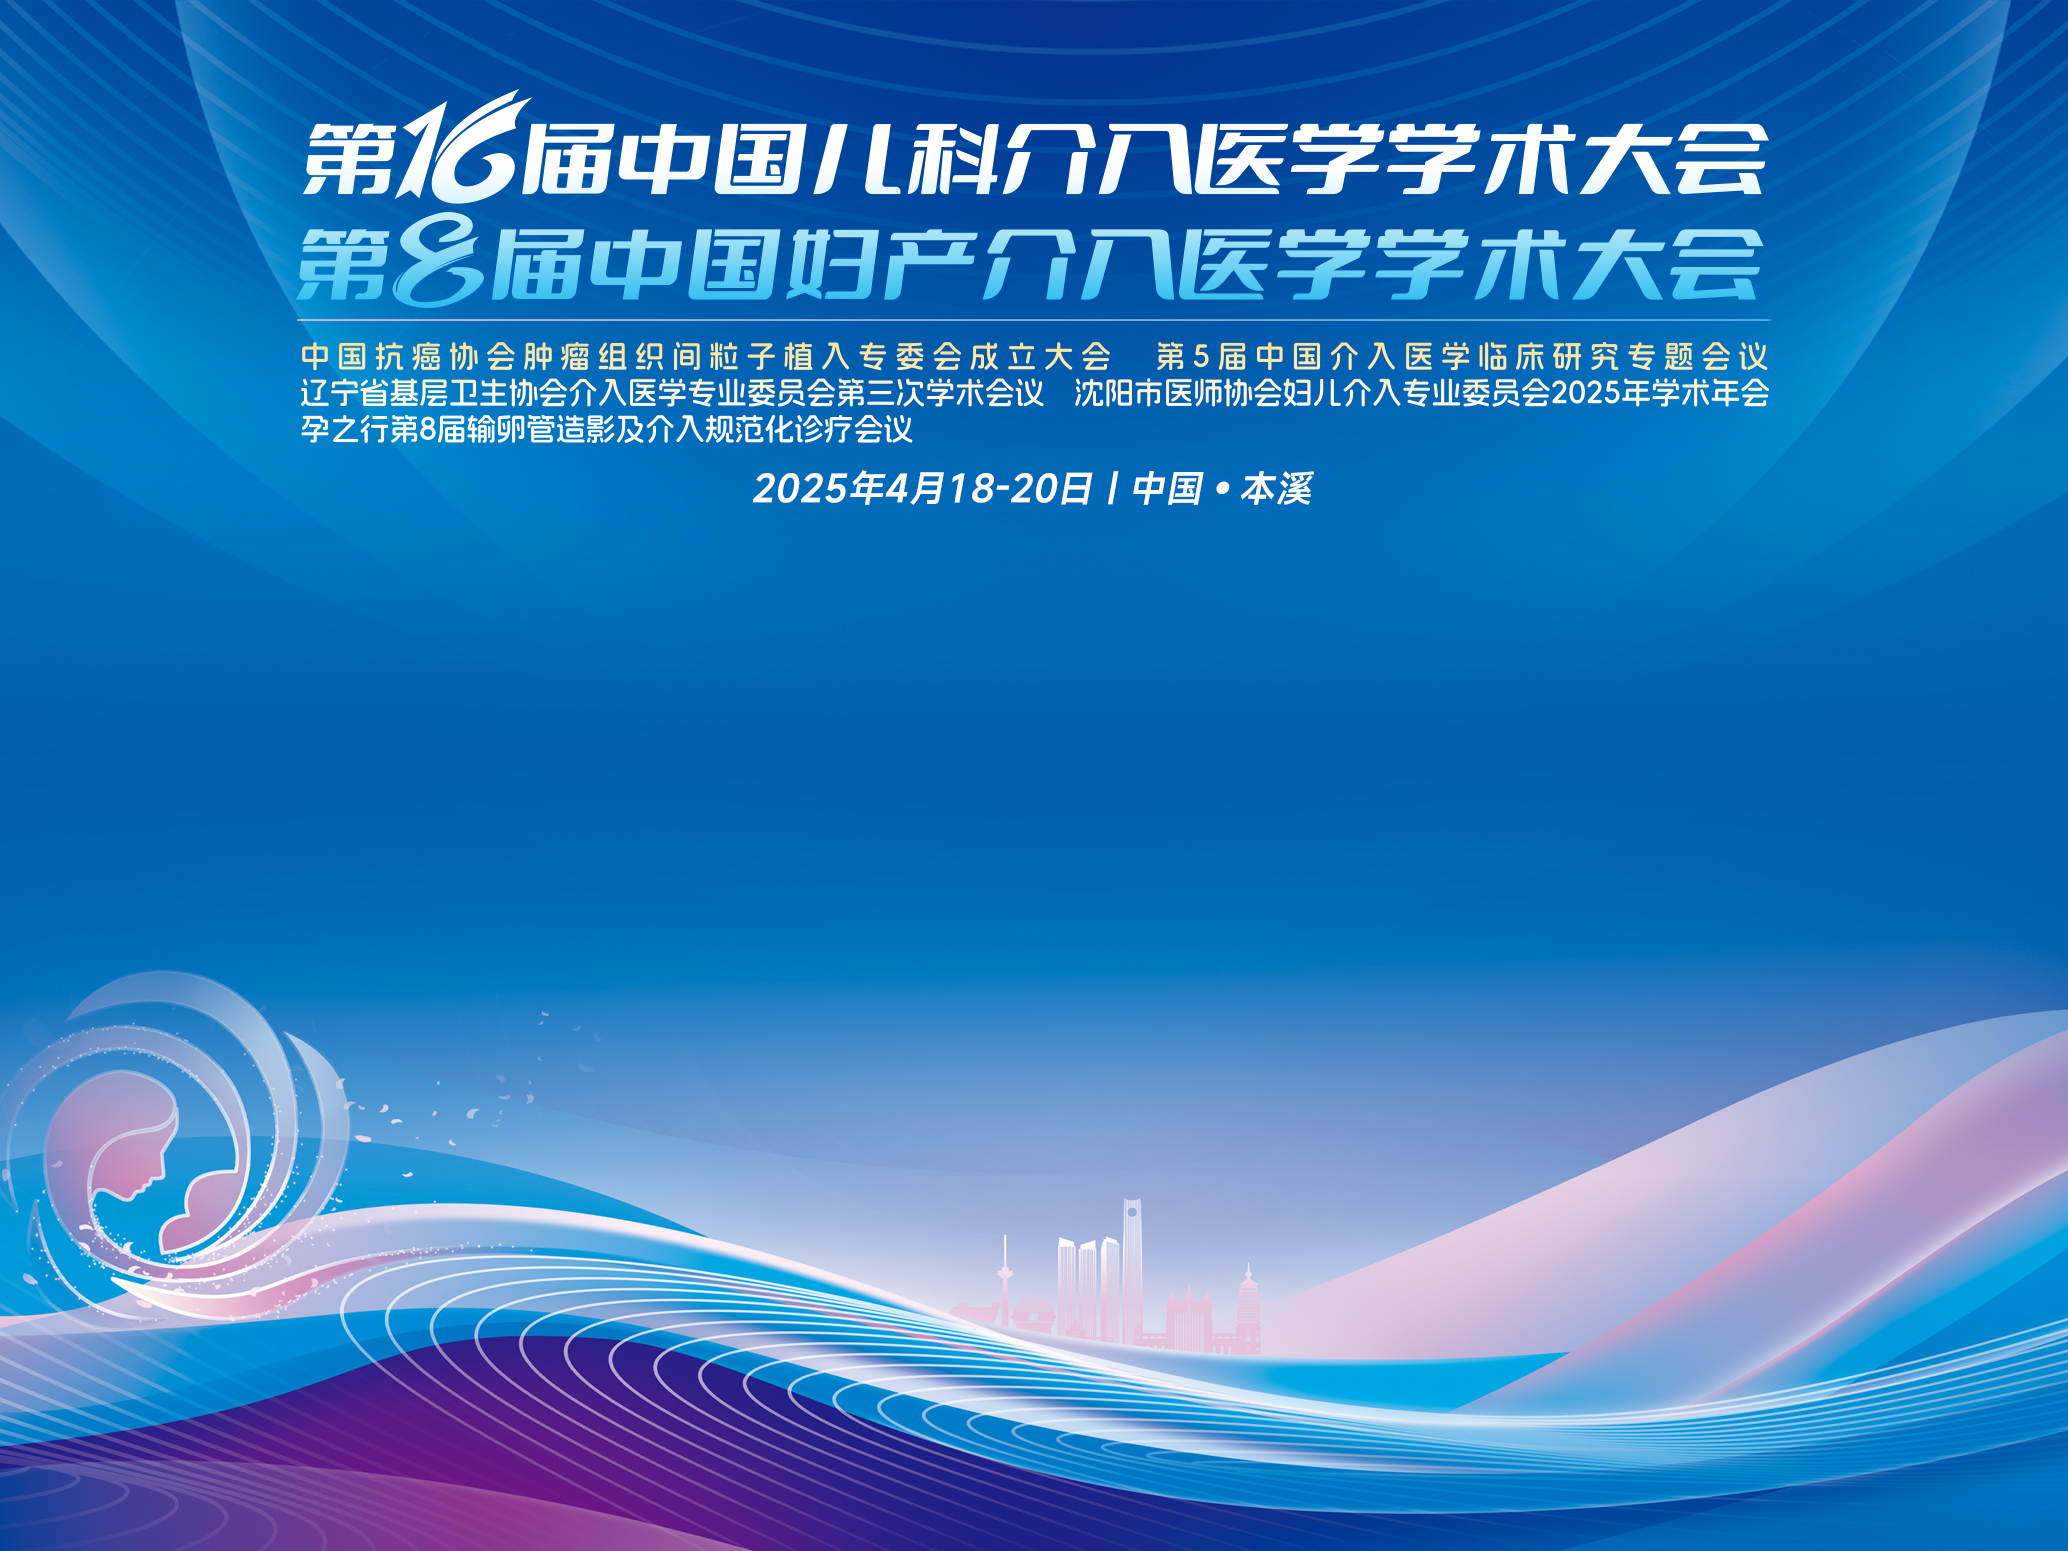 第16届中国儿科介入医学学术大会
第8届中国妇产介入医学学术大会
中国抗癌协会肿瘤组织间粒子植入专委会成立大会 第5届中国介入医学临床研究专题会议
辽宁省基层卫生协会介入医学专业委员会第三次学术会议 沈阳市医师协会妇儿介入专业委员会2025年学术年会
孕之行第8届输卵管造影及介入规范化诊疗会议
2025年4月18-20日 | 中国·本溪